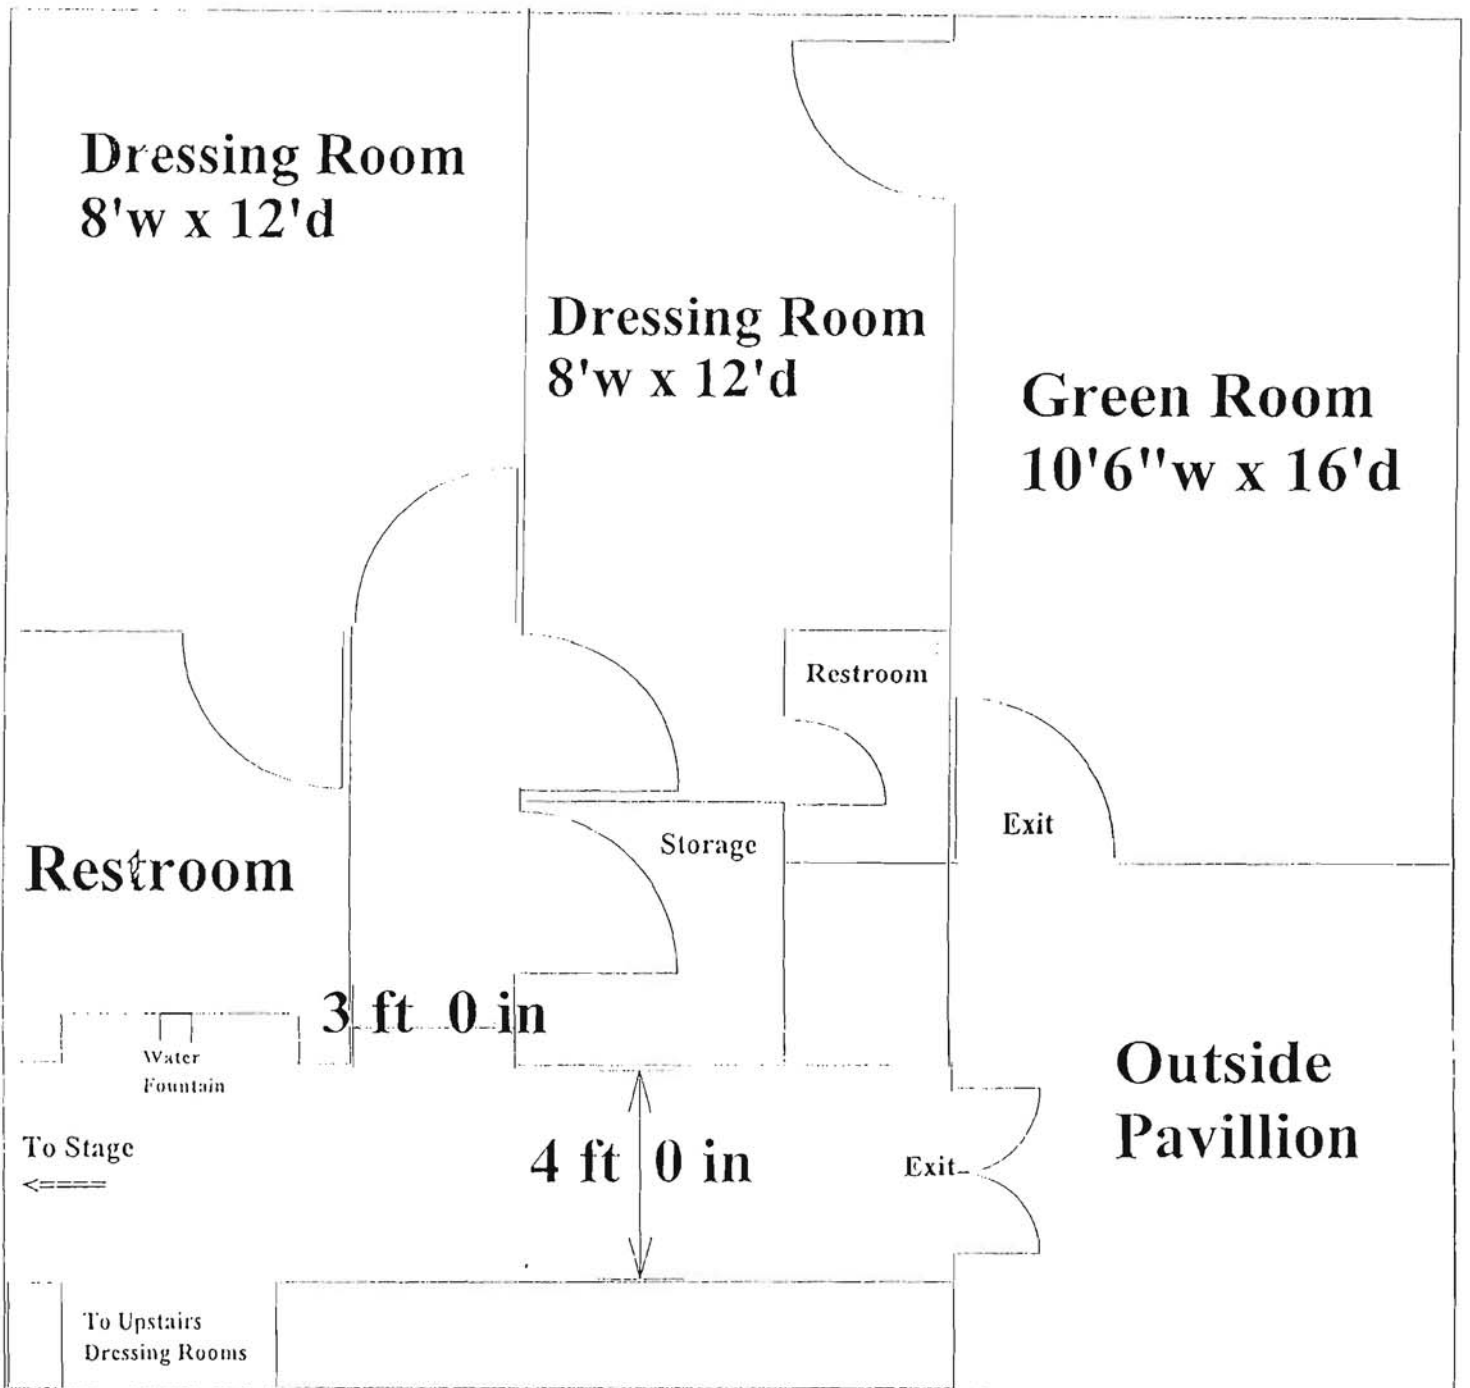 Dressing Room
8'w x 12'd
Dressing Room
8'w x 12'd
Green Room
10'6"w x 16'd
Restroom
Exit
Storage
Restroom
3 ft 0 in
Water
Fountain
Outside
Pavillion
To Stage
4 ft 0 in
Exit
To Upstairs
Dressing Rooms